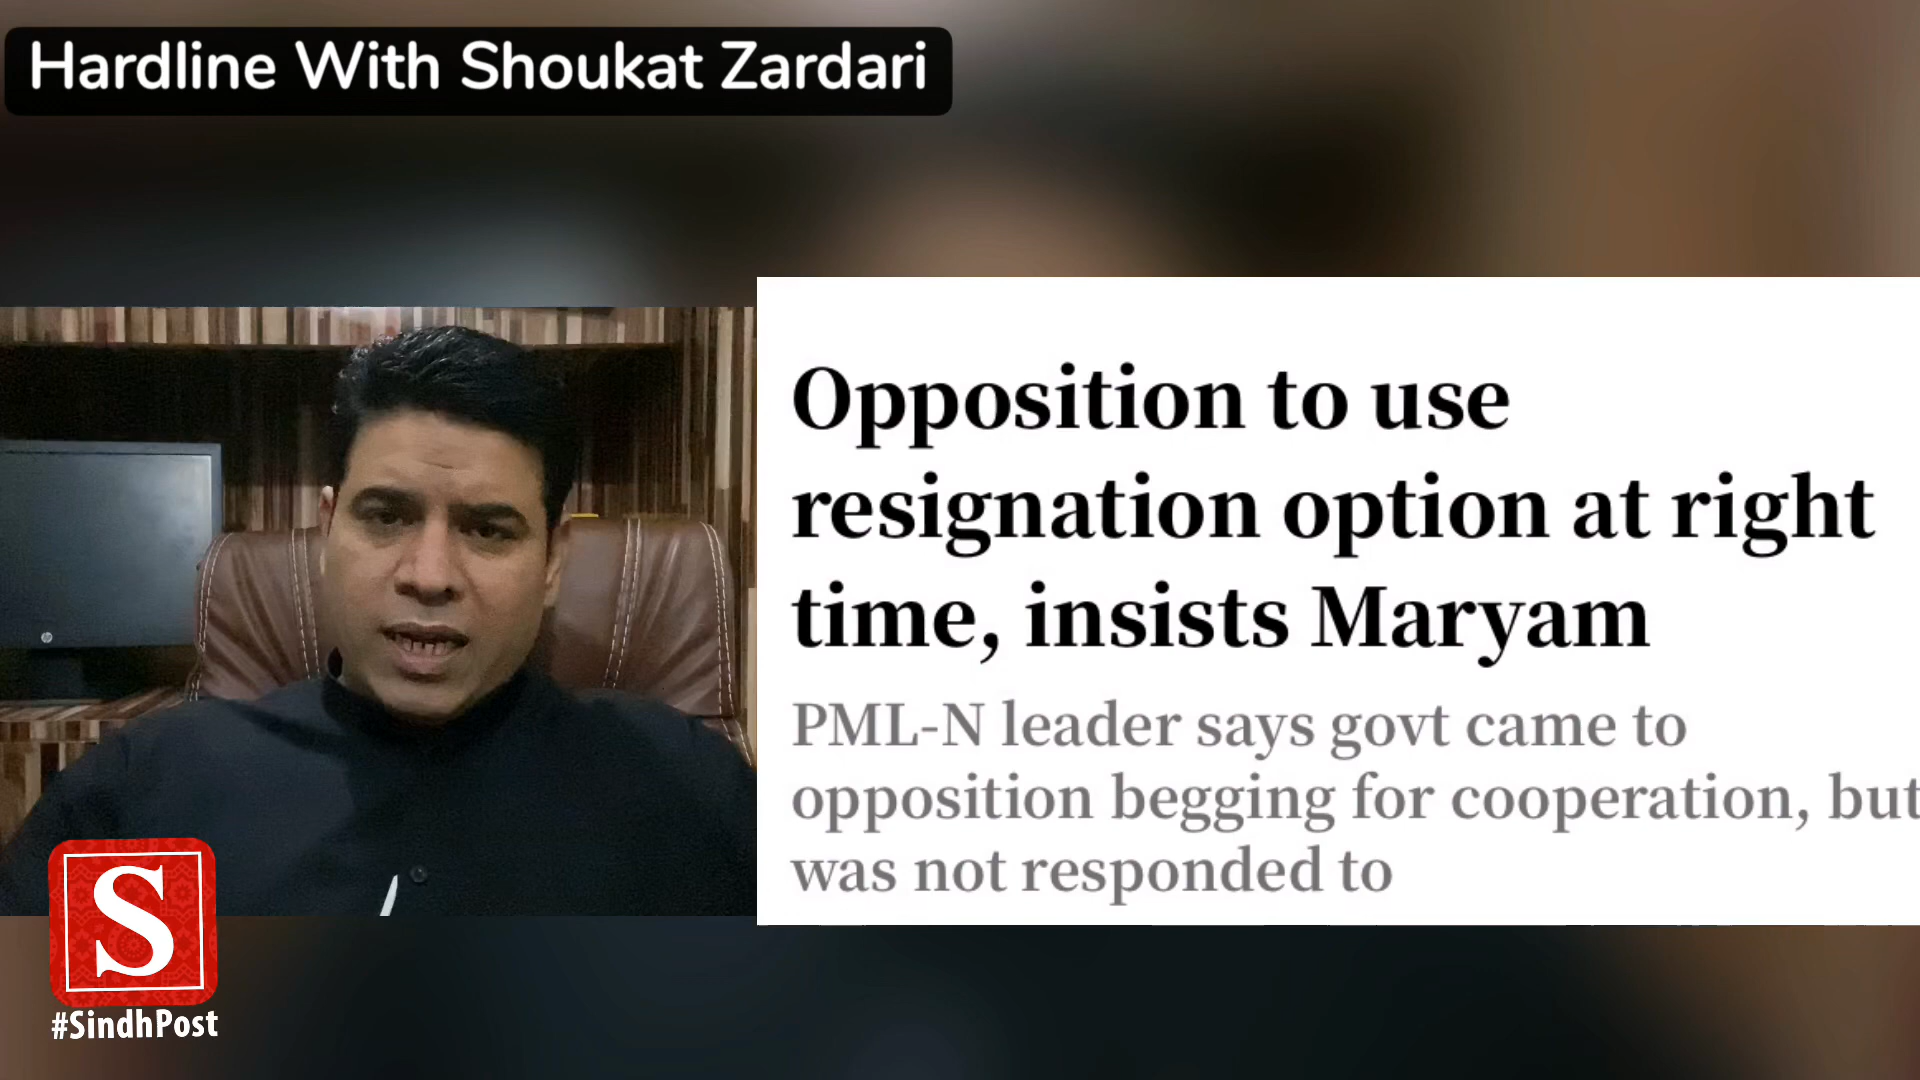 Hardline With Shoukat Zardari
Opposition to use
resignation option at right
time, insists Maryam
PML-N leader says govt came to
opposition begging for cooperation, but
was not responded to
hp
S
#SindhPost